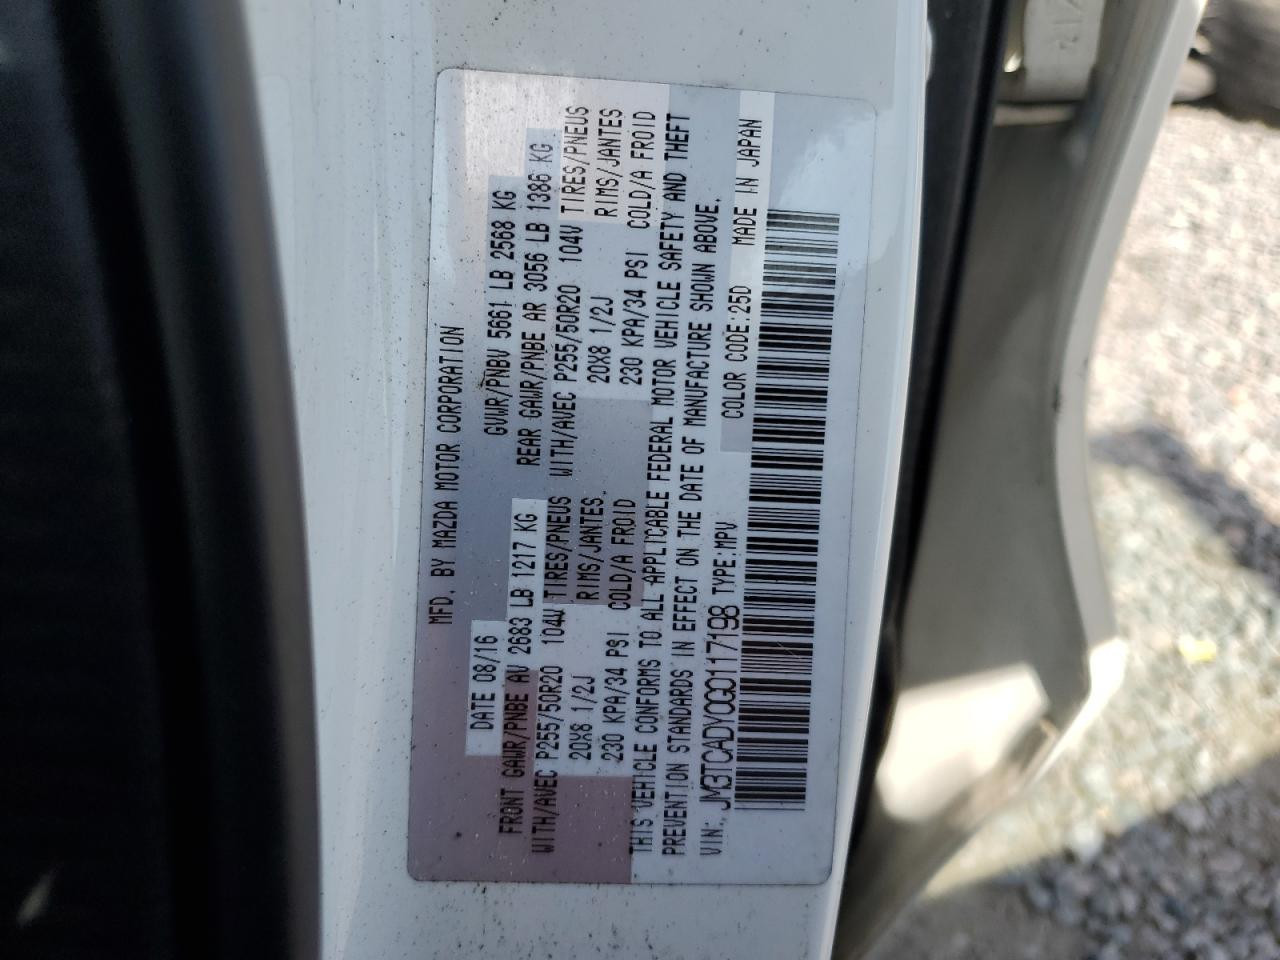 MFD. BY MAZDA MOTOR CORPORATION
DATE 08/16 GVWR/PNBV 5661 LB 2568 KG
FRONT GAWR/PNBE AV 2683 LB 1217 KG REAR GAWR/PNBE AR 3056 LB 1386 KG
WITH/AVEC P255/50R20 104V TIRES/PNEUS WITH/AVEC P255/50R20 104V TIRES/PNEUS
20X8 1/2J RIMS/JANTES. 20X8 1/2J RIMS/JANTES
230 KPA/34 PSI COLD/A FROID 230 KPA/34 PSI COLD/A FROID
THIS VEHICLE CONFORMS TO ALL APPLICABLE FEDERAL MOTOR VEHICLE SAFETY AND THEFT
PREVENTION STANDARDS IN EFFECT ON THE DATE OF MANUFACTURE SHOWN ABOVE.
VIN: JM3TCADY0G0117198 TYPE:MPV COLOR CODE:25D MADE IN JAPAN